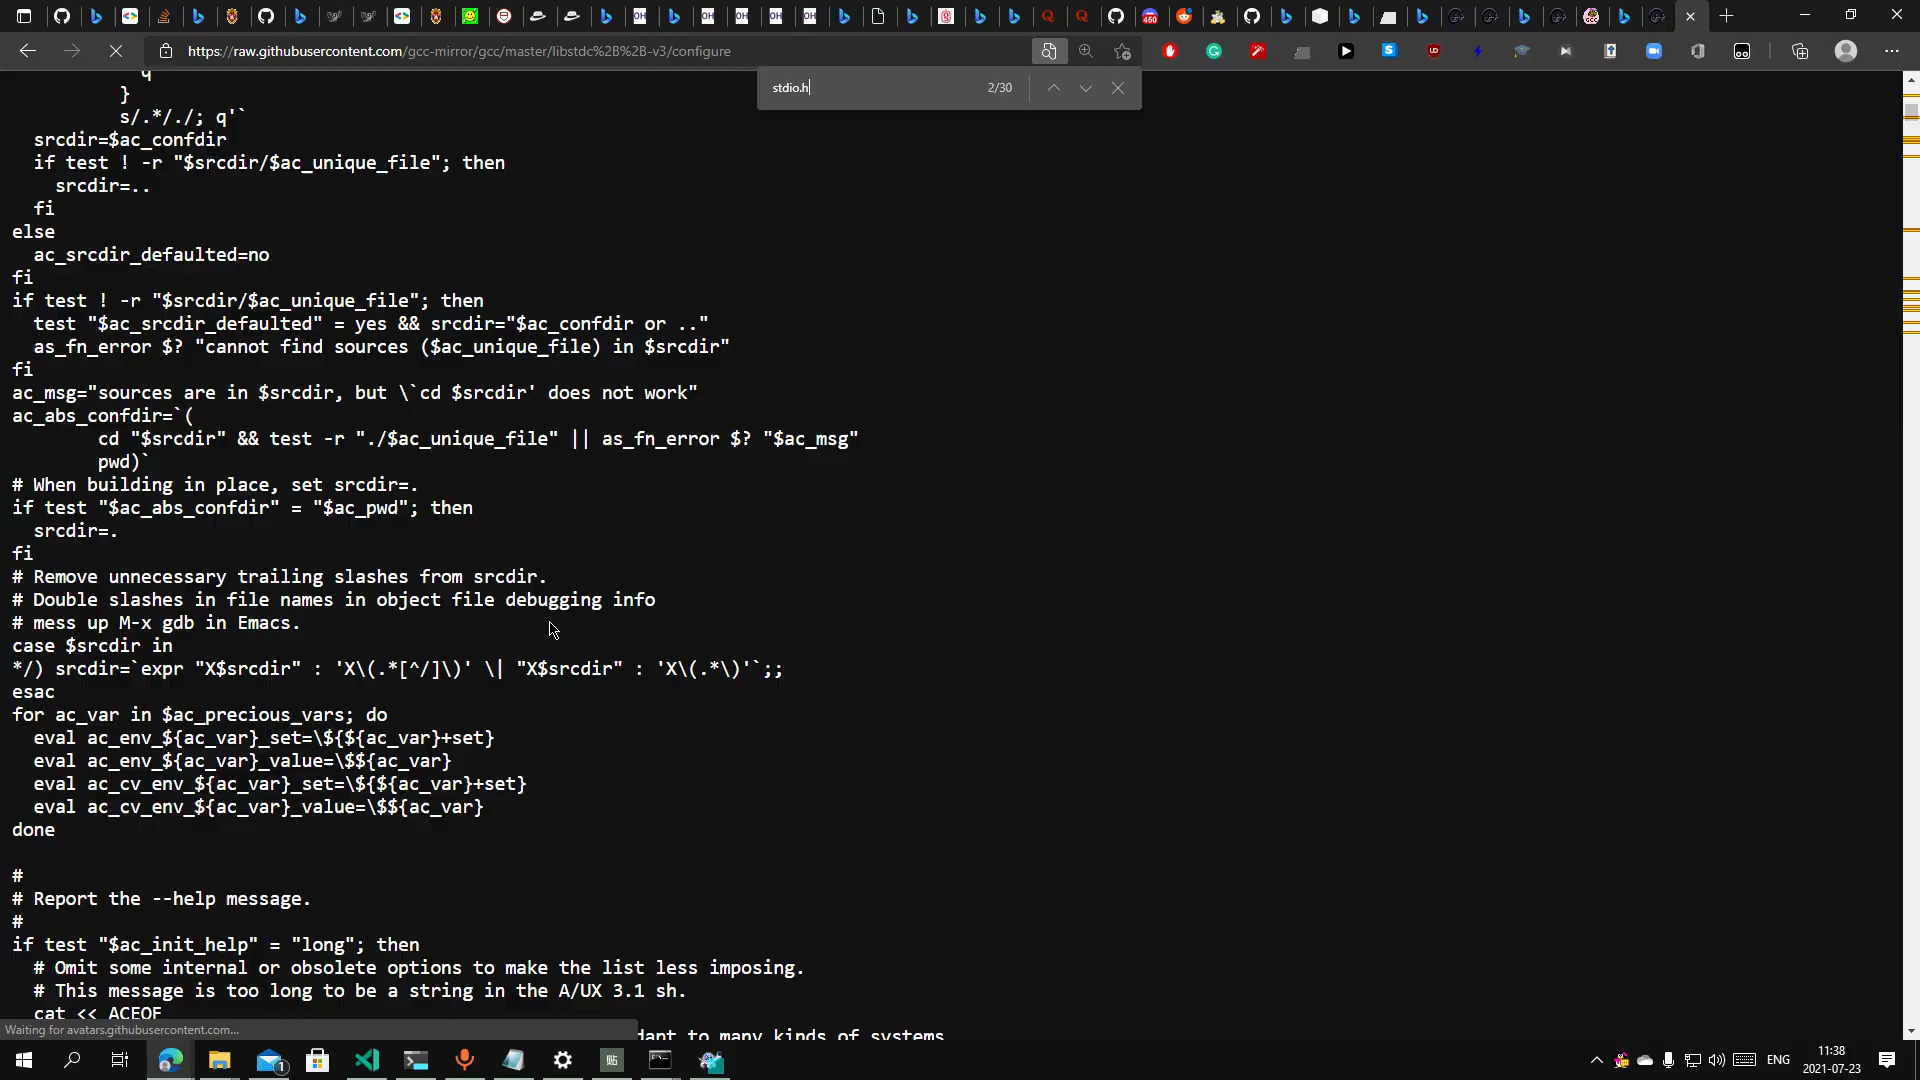 https://raw.githubusercontent.com/gcc-mirror/gcc/master/libstdc%2B%2B-v3/configure
stdio.h
2/30
q
}
s/.*/./; q'`
srcdir=$ac_confdir
if test ! -r "$srcdir/$ac_unique_file"; then
srcdir=..
fi
else
ac_srcdir_defaulted=no
fi
if test ! -r "$srcdir/$ac_unique_file"; then
test "$ac_srcdir_defaulted" = yes && srcdir="$ac_confdir or .."
as_fn_error $? "cannot find sources ($ac_unique_file) in $srcdir"
fi
ac_msg="sources are in $srcdir, but \`cd $srcdir' does not work"
ac_abs_confdir=`(
cd "$srcdir" && test -r "./$ac_unique_file" || as_fn_error $? "$ac_msg"
pwd)`
# When building in place, set srcdir=.
if test "$ac_abs_confdir" = "$ac_pwd"; then
srcdir=.
fi
# Remove unnecessary trailing slashes from srcdir.
# Double slashes in file names in object file debugging info
# mess up M-x gdb in Emacs.
case $srcdir in
*/) srcdir=`expr "X$srcdir" : 'X\(.*[^/]\)' \| "X$srcdir" : 'X\(.*\)'`;;
esac
for ac_var in $ac_precious_vars; do
eval ac_env_${ac_var}_set=\${${ac_var}+set}
eval ac_env_${ac_var}_value=\$${ac_var}
eval ac_cv_env_${ac_var}_set=\${${ac_var}+set}
eval ac_cv_env_${ac_var}_value=\$${ac_var}
done
#
# Report the --help message.
#
if test "$ac_init_help" = "long"; then
# Omit some internal or obsolete options to make the list less imposing.
# This message is too long to be a string in the A/UX 3.1 sh.
cat << ACEOF
Waiting for avatars.githubusercontent.com...
to many kinds of systems
ENG
11:38
2021-07-23